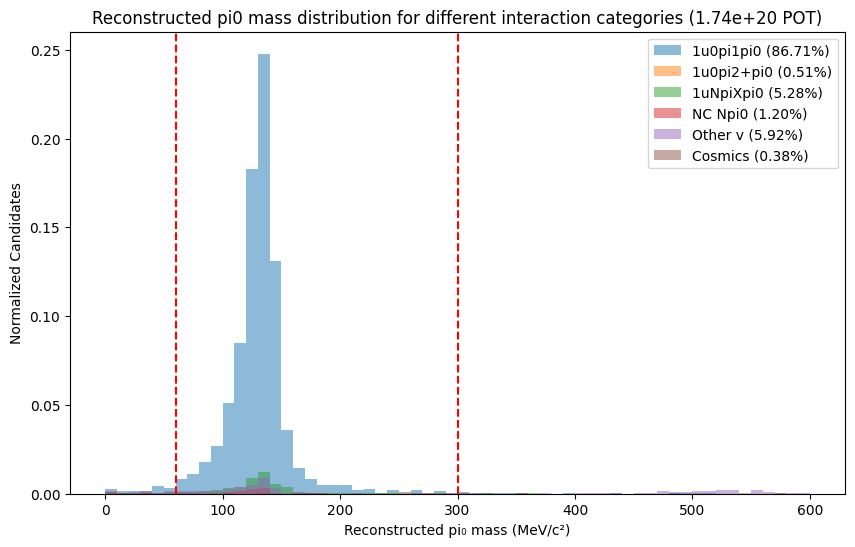 Reconstructed pi0 mass distribution for different interaction categories (1.74e+20 POT)
1u0pi1pi0 (86.71%)
1u0pi2+pi0 (0.51%)
1uNpiXpi0 (5.28%)
NC Npi0 (1.20%)
Other v (5.92%)
Cosmics (0.38%)
Normalized Candidates
0.25
0.20
0.15
0.10
0.05
0.00
0 100 200 300 400 500 600
Reconstructed pi₀ mass (MeV/c²)